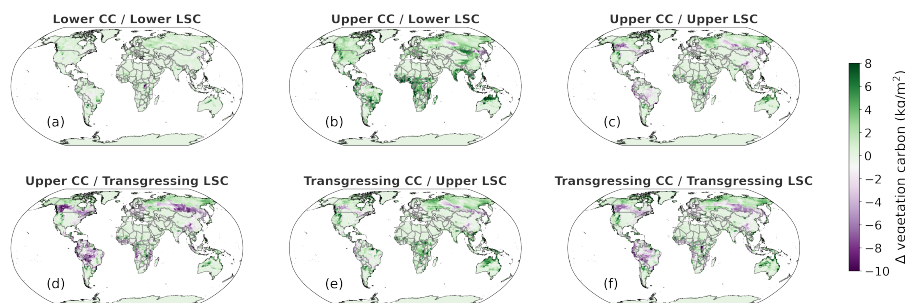 Lower CC / Lower LSC
Upper CC / Lower LSC
Upper CC / Upper LSC
(a)
(b)
(c)
Upper CC / Transgressing LSC
Transgressing CC / Upper LSC
Transgressing CC / Transgressing LSC
(d)
(e)
(f)
8
6
4
2
0
−2
−4
−6
−8
−10
Δ vegetation carbon (kg/m²)